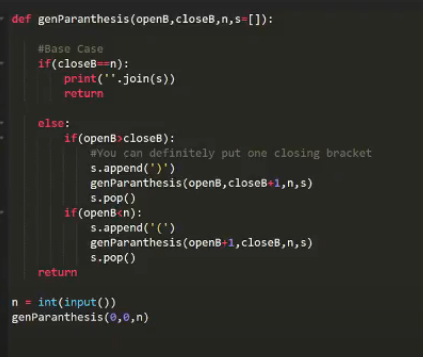 def genParanthesis(openB,closeB,n,s=[]):
#Base Case
if(closeB==n):
print(''.join(s))
return
else:
if(openB>closeB):
#You can definitely put one closing bracket
s.append(')')
genParanthesis(openB,closeB+1,n,s)
s.pop()
if(openB<n):
s.append('(')
genParanthesis(openB+1,closeB,n,s)
s.pop()
return
n = int(input())
genParanthesis(0,0,n)